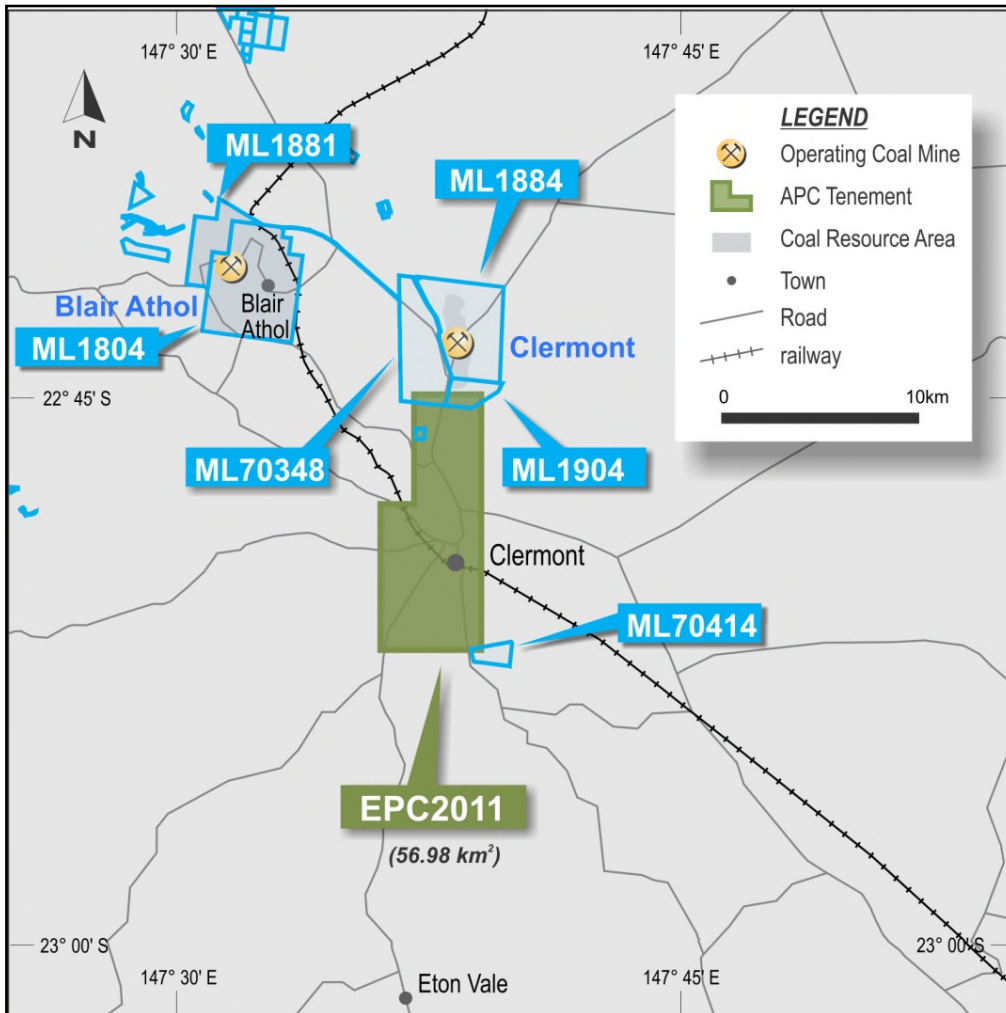 147° 30' E
147° 45' E
N
ML1881
ML1884
LEGEND
Operating Coal Mine
APC Tenement
Coal Resource Area
Town
Road
railway
0 10km
Blair Athol
Blair
Athol
ML1804
Clermont
22° 45' S
ML70348
ML1904
Clermont
ML70414
EPC2011
(56.98 km²)
23° 00' S
23° 00' S
147° 30' E
147° 45' E
Eton Vale